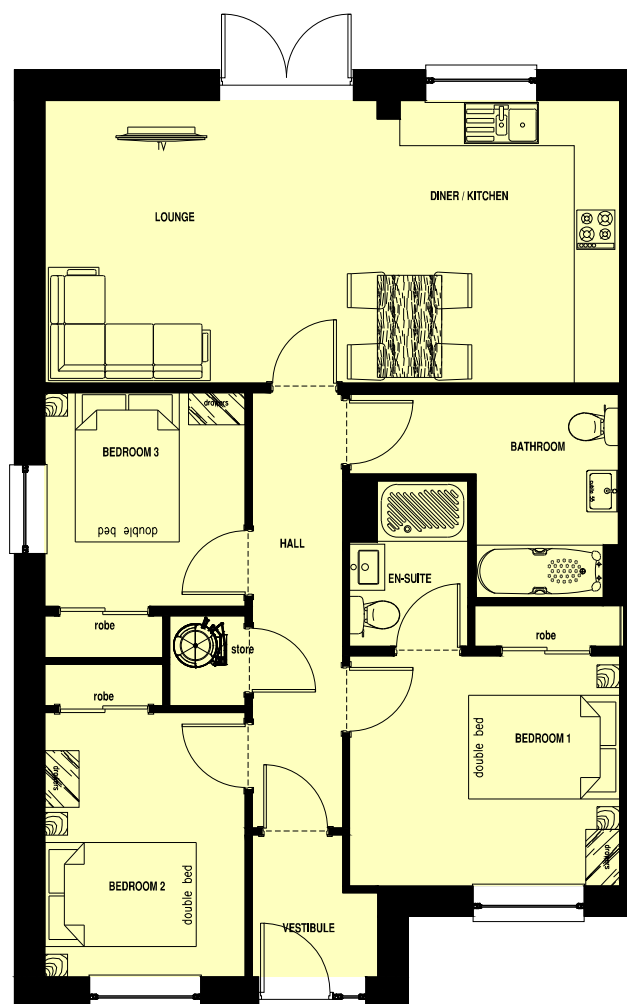 TV
LOUNGE
DINER / KITCHEN
drawers
BEDROOM 3
BATHROOM
double bed
HALL
EN-SUITE
robe
store
robe
robe
double bed
BEDROOM 1
drawers
drawers
BEDROOM 2
double bed
VESTIBULE